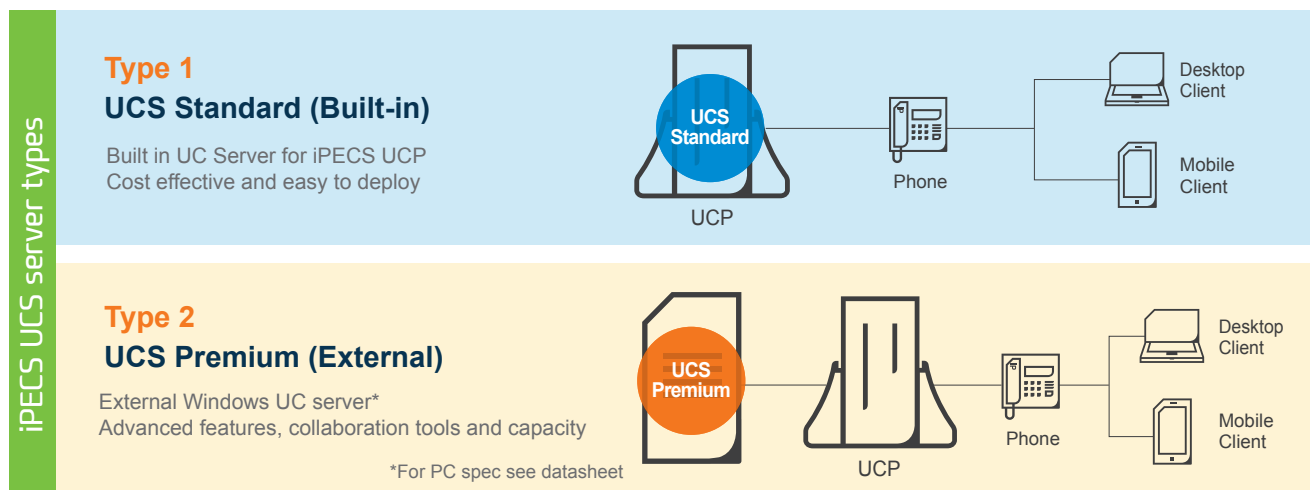 iPECS UCS server types
Type 1
UCS Standard (Built-in)
Built in UC Server for iPECS UCP
Cost effective and easy to deploy
UCS
Standard
UCP
Phone
Desktop
Client
Mobile
Client
Type 2
UCS Premium (External)
External Windows UC server*
Advanced features, collaboration tools and capacity
*For PC spec see datasheet
UCS
Premium
UCP
Phone
Desktop
Client
Mobile
Client